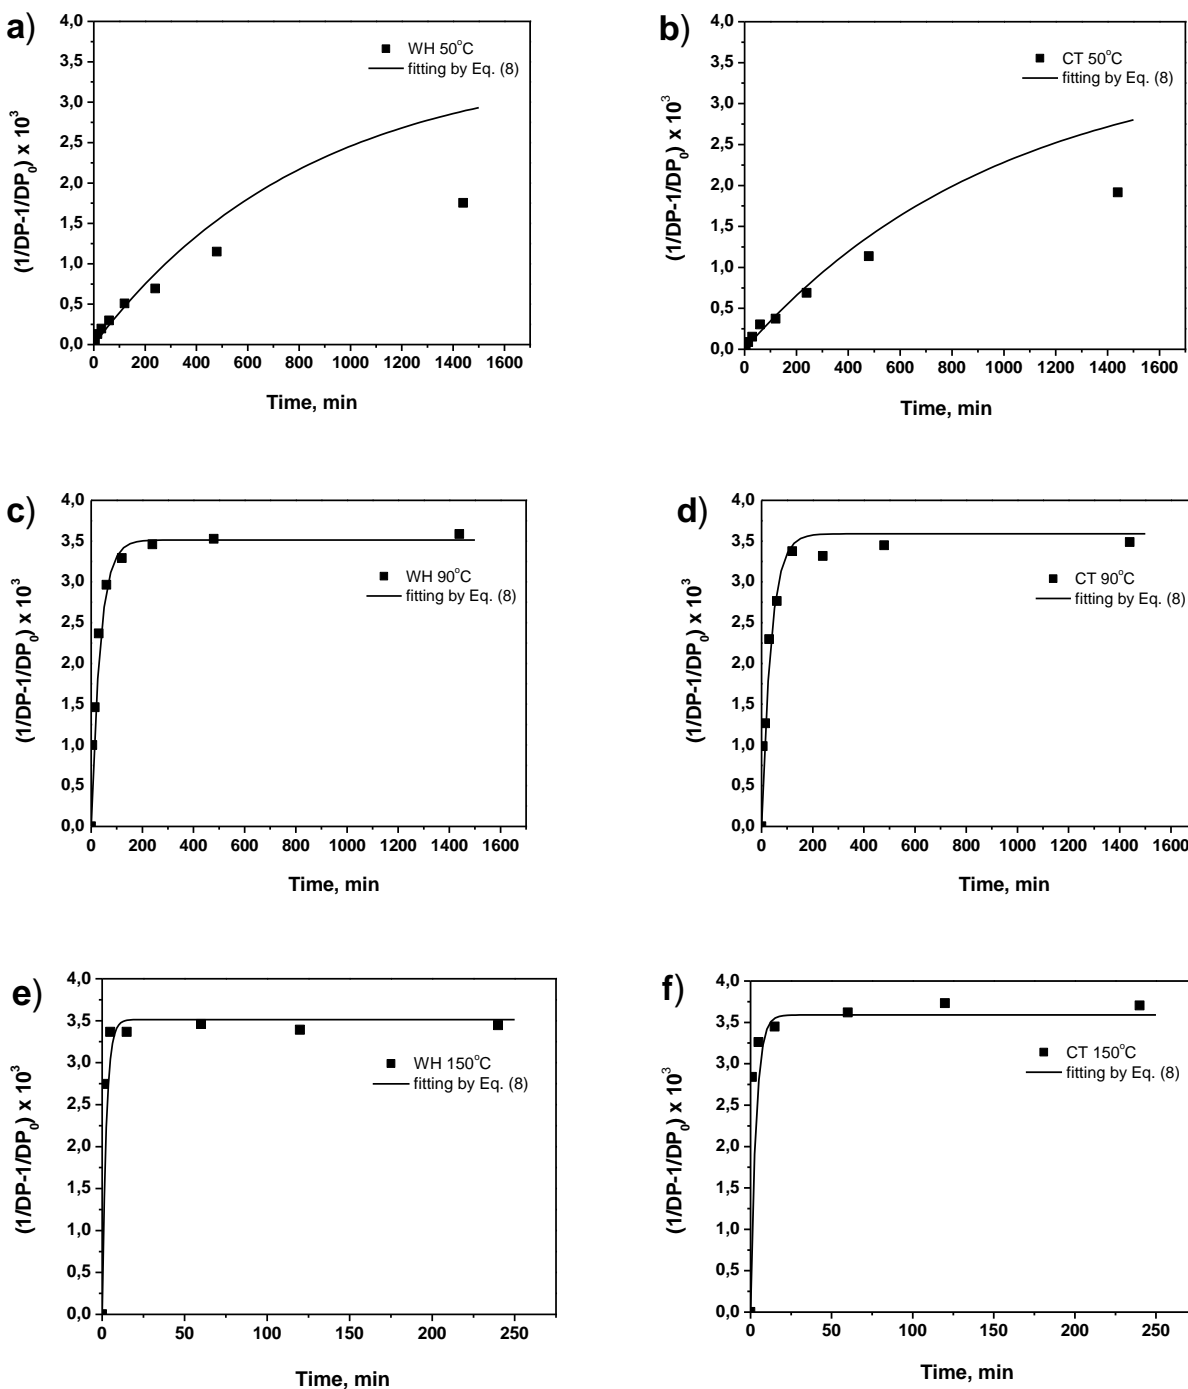 a)
4,0
3,5
3,0
2,5
2,0
1,5
1,0
0,5
0,0
(1/DP-1/DP₀) x 10³
WH 50°C
fitting by Eq. (8)
0 200 400 600 800 1000 1200 1400 1600
Time, min
b)
4,0
3,5
3,0
2,5
2,0
1,5
1,0
0,5
0,0
(1/DP-1/DP₀) x 10³
CT 50°C
fitting by Eq. (8)
0 200 400 600 800 1000 1200 1400 1600
Time, min
c)
4,0
3,5
3,0
2,5
2,0
1,5
1,0
0,5
0,0
(1/DP-1/DP₀) x 10³
WH 90°C
fitting by Eq. (8)
0 200 400 600 800 1000 1200 1400 1600
Time, min
d)
4,0
3,5
3,0
2,5
2,0
1,5
1,0
0,5
0,0
(1/DP-1/DP₀) x 10³
CT 90°C
fitting by Eq. (8)
0 200 400 600 800 1000 1200 1400 1600
Time, min
e)
4,0
3,5
3,0
2,5
2,0
1,5
1,0
0,5
0,0
(1/DP-1/DP₀) x 10³
WH 150°C
fitting by Eq. (8)
0 50 100 150 200 250
Time, min
f)
4,0
3,5
3,0
2,5
2,0
1,5
1,0
0,5
0,0
(1/DP-1/DP₀) x 10³
CT 150°C
fitting by Eq. (8)
0 50 100 150 200 250
Time, min